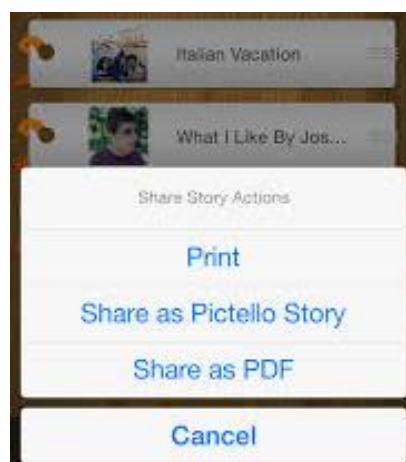 Italian Vacation
What I Like By Jos...
Share Story Actions
Print
Share as Pictello Story
Share as PDF
Cancel